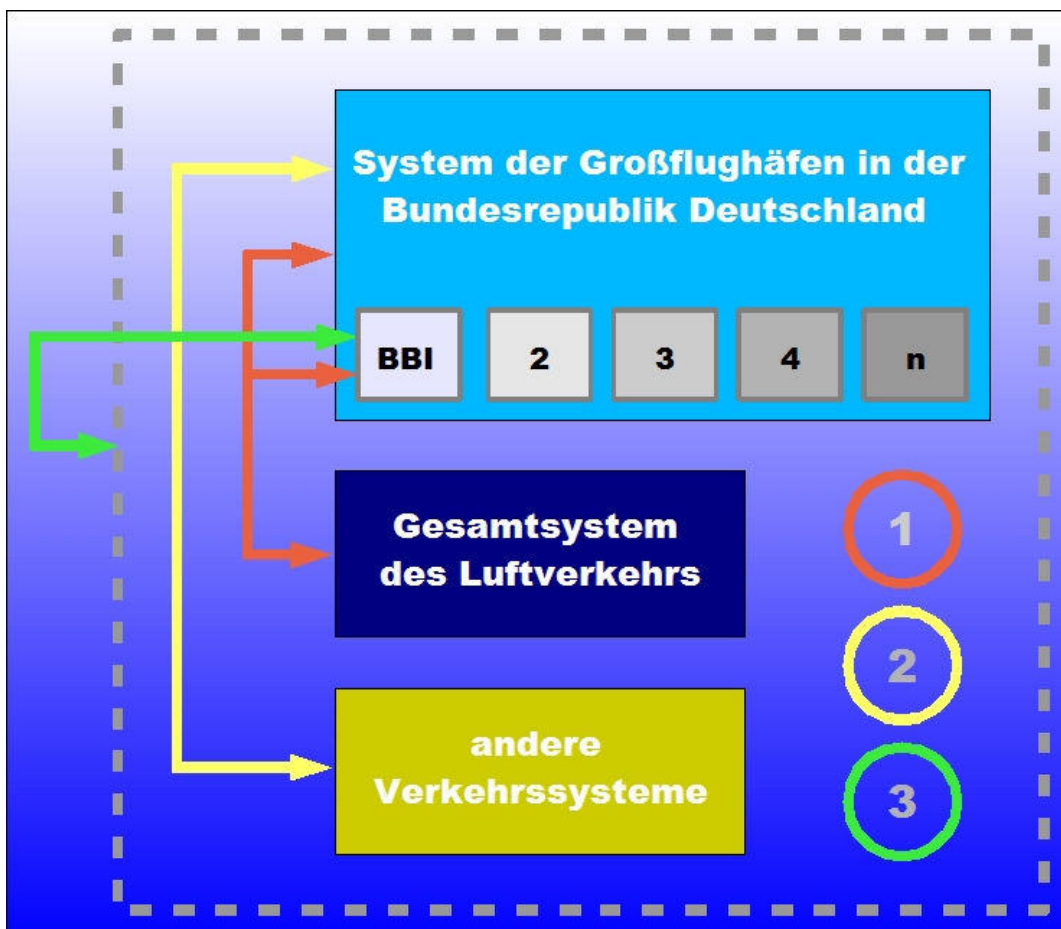 System der Großflughäfen in der
Bundesrepublik Deutschland
BBI 2 3 4 n
Gesamtsystem
des Luftverkehrs
1
2
andere
Verkehrssysteme
3